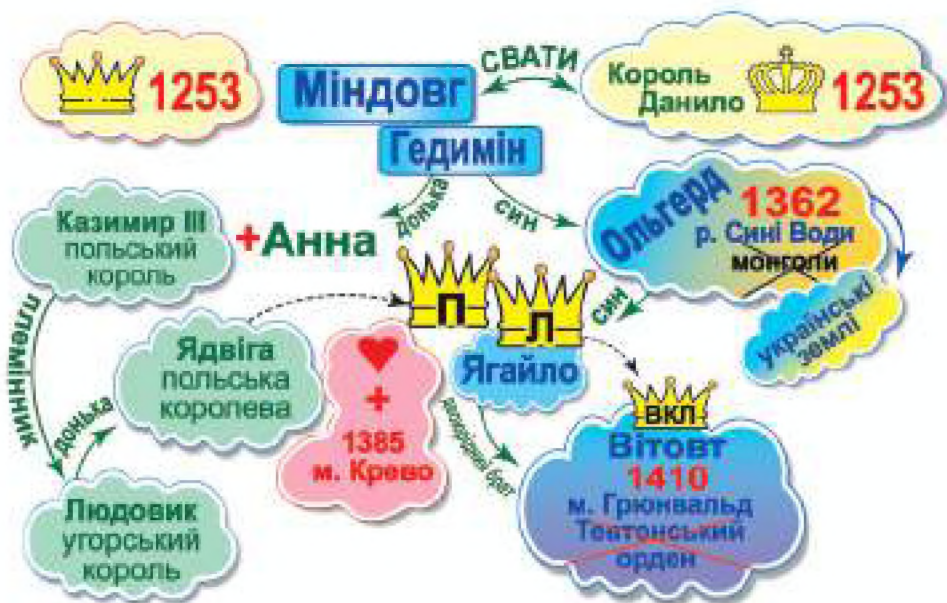 1253
Міндовг
СВАТИ
Король
Данило
1253
Гедимін
донька
син
Казимир III
польський
король
+Анна
Ольгерд
1362
р. Сині Води
монголи
українські
землі
племінник
П
Л
син
Ядвіга
польська
королева
донька
+
1385
м. Крево
Ягайло
двоюрідний брат
ВКЛ
Вітовт
1410
м. Грюнвальд
Тевтонський
орден
Людовик
угорський
король